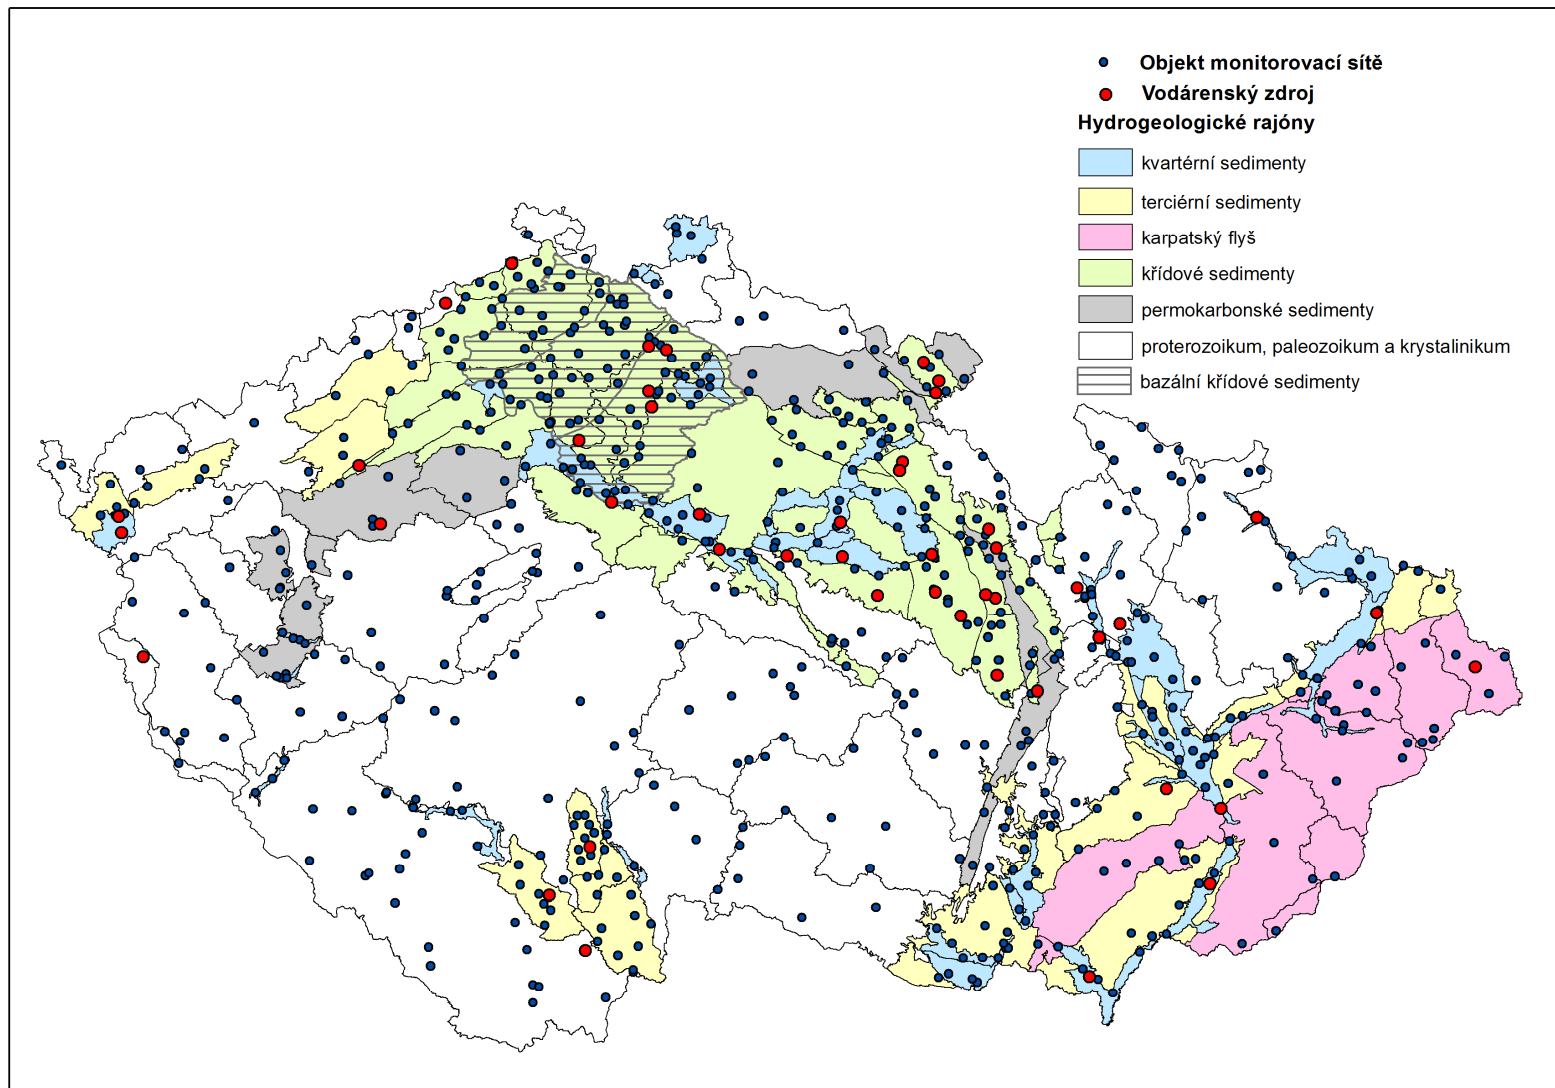 Objekt monitorovací sítě
Vodárenský zdroj
Hydrogeologické rajóny
kvartérní sedimenty
terciérní sedimenty
karpatský flyš
křídové sedimenty
permokarbonské sedimenty
proterozoikum, paleozoikum a krystalinikum
bazální křídové sedimenty